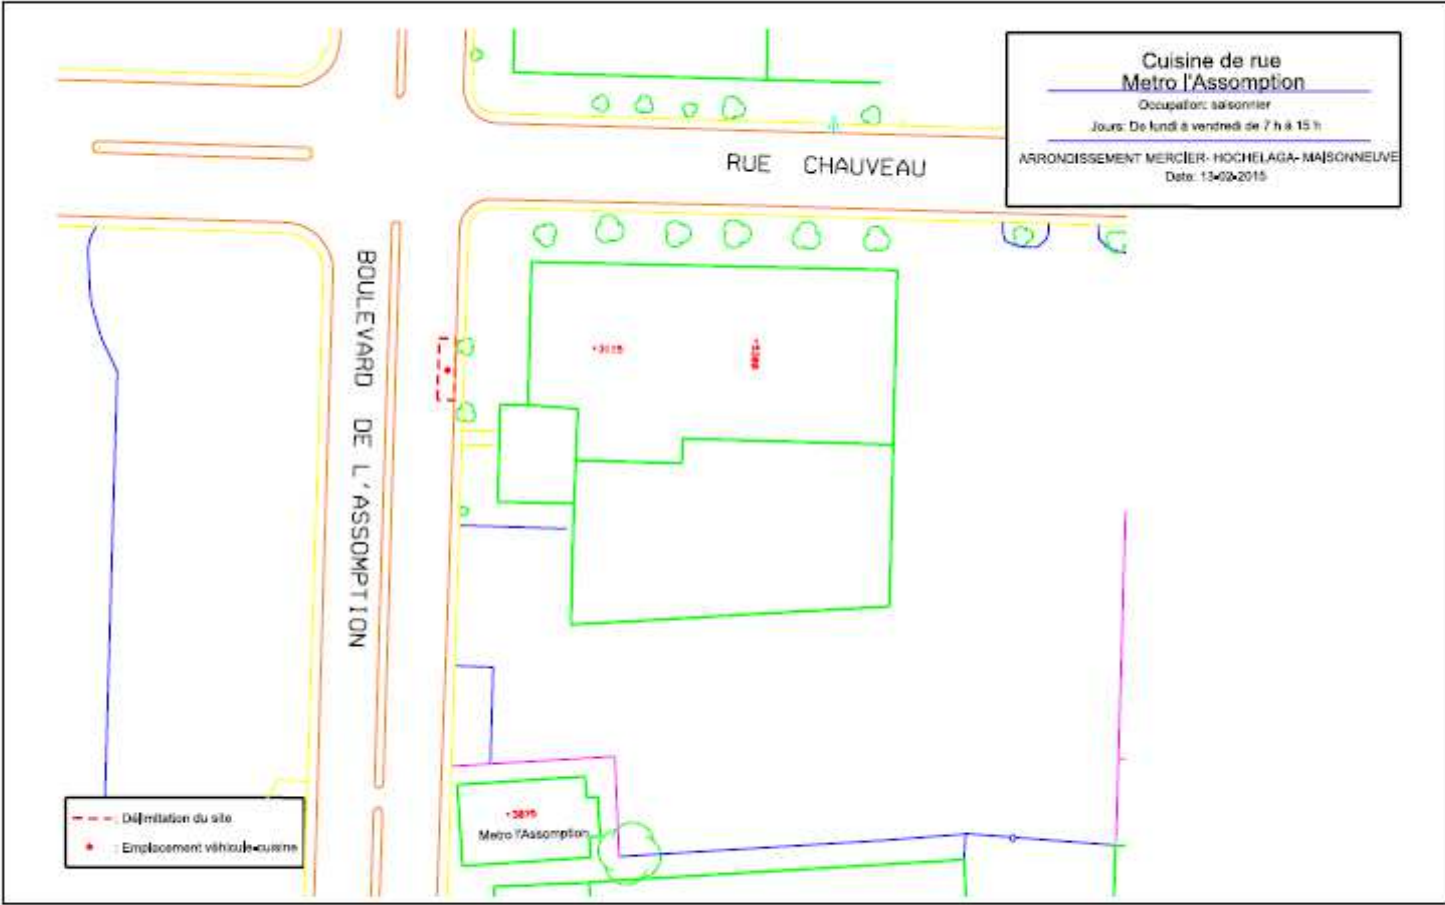 Cuisine de rue
Metro l'Assomption
Occupation: saisonnier
Jours: De lundi à vendredi de 7 h à 15 h
ARRONDISSEMENT MERCIER- HOCHELAGA- MAISONNEUVE
Date: 13-02-2015
RUE CHAUVEAU
BOULEVARD DE L'ASSOMPTION
Metro l'Assomption
: Délimitation du site
: Emplacement véhicule-cuisine